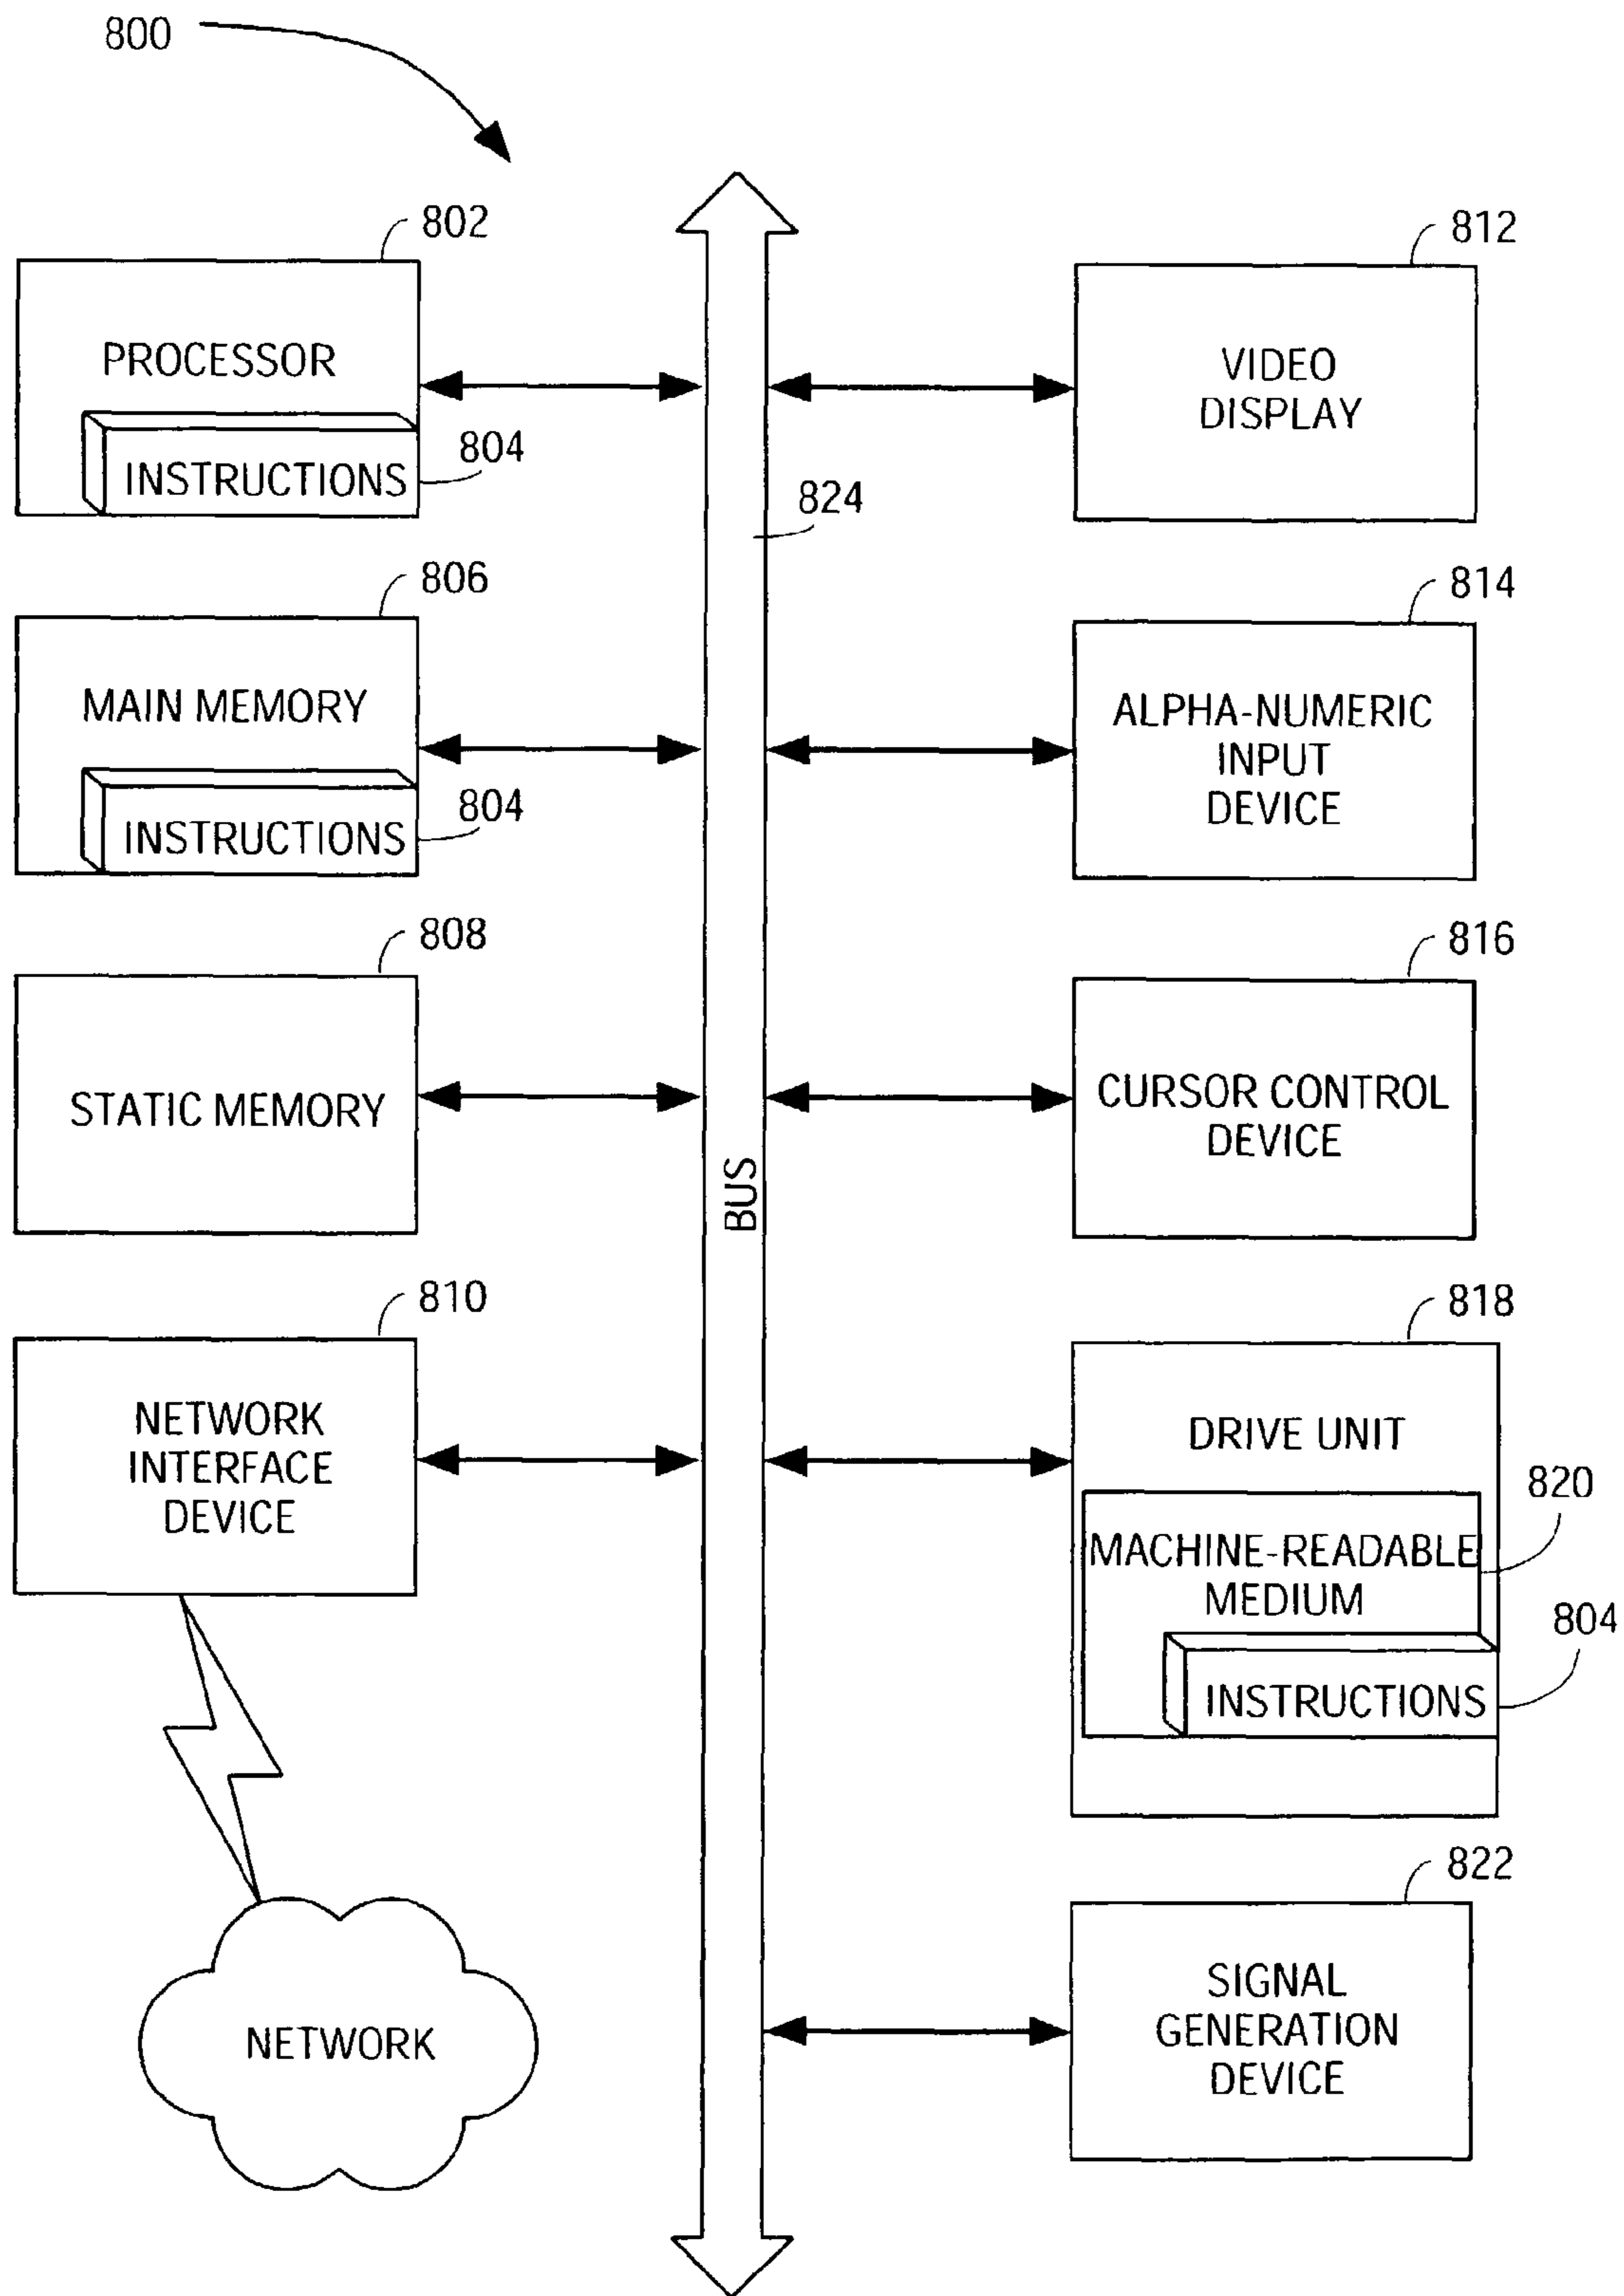 800
802
PROCESSOR
804
INSTRUCTIONS
806
MAIN MEMORY
804
INSTRUCTIONS
808
STATIC MEMORY
810
NETWORK
INTERFACE
DEVICE
NETWORK
824
BUS
812
VIDEO
DISPLAY
814
ALPHA-NUMERIC
INPUT
DEVICE
816
CURSOR CONTROL
DEVICE
818
DRIVE UNIT
820
MACHINE-READABLE
MEDIUM
804
INSTRUCTIONS
822
SIGNAL
GENERATION
DEVICE